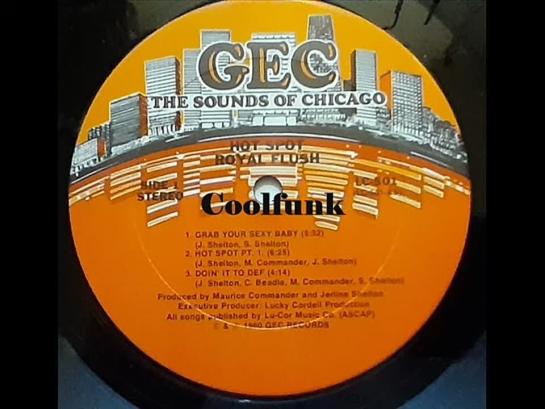 GEC
THE SOUNDS OF CHICAGO
HOT SPOT
ROYAL FLUSH
SIDE 1
STEREO
LC-501
Coolfunk
1. GRAB YOUR SEXY BABY (5:32)
(J. Shelton, S. Shelton)
2. HOT SPOT PT. 1. (6:25)
(J. Shelton, M. Commander, J. Shelton)
3. DOIN' IT TO DEF (4:14)
(J. Shelton, C. Beadle, M. Commander, S. Shelton)
Produced by Maurice Commander and Jerline Shelton
Executive Producer: Lucky Cordell Production
All songs published by Lu-Cor Music Co. (ASCAP)
© & ℗ 1980 GEC RECORDS